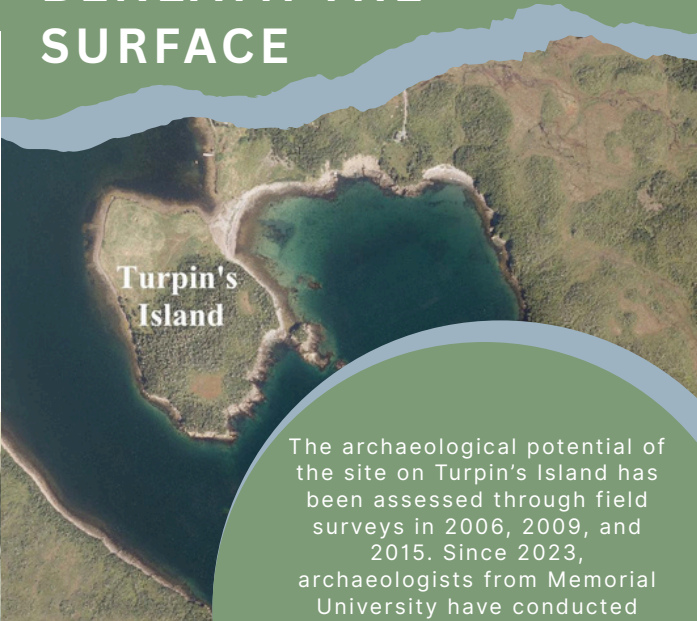 SURFACE
Turpin's
Island
The archaeological potential of
the site on Turpin’s Island has
been assessed through field
surveys in 2006, 2009, and
2015. Since 2023,
archaeologists from Memorial
University have conducted